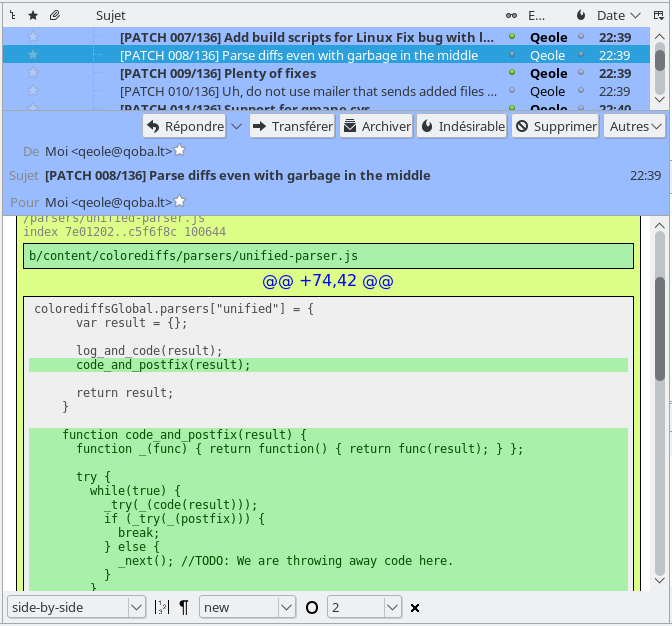 Sujet E... Date
[PATCH 007/136] Add build scripts for Linux Fix bug with l... Qeole 22:39
[PATCH 008/136] Parse diffs even with garbage in the middle Qeole 22:39
[PATCH 009/136] Plenty of fixes Qeole 22:39
[PATCH 010/136] Uh, do not use mailer that sends added files ... Qeole 22:39
[PATCH 011/136] Support for gmane.sys Qeole 22:40
Répondre Transférer Archiver Indésirable Supprimer Autres
De Moi <qeole@qoba.lt>
Sujet [PATCH 008/136] Parse diffs even with garbage in the middle 22:39
Pour Moi <qeole@qoba.lt>
/parsers/unified-parser.js
index 7e01202..c5f6f8c 100644
b/content/colorediffs/parsers/unified-parser.js
@@ +74,42 @@
colorediffsGlobal.parsers["unified"] = {
var result = {};
log_and_code(result);
code_and_postfix(result);
return result;
}
function code_and_postfix(result) {
function _(func) { return function() { return func(result); } };
try {
while(true) {
_try(_(code(result)));
if (_try(_(postfix))) {
break;
} else {
_next(); //TODO: We are throwing away code here.
}
}
side-by-side 1 2 3 ¶ new O 2